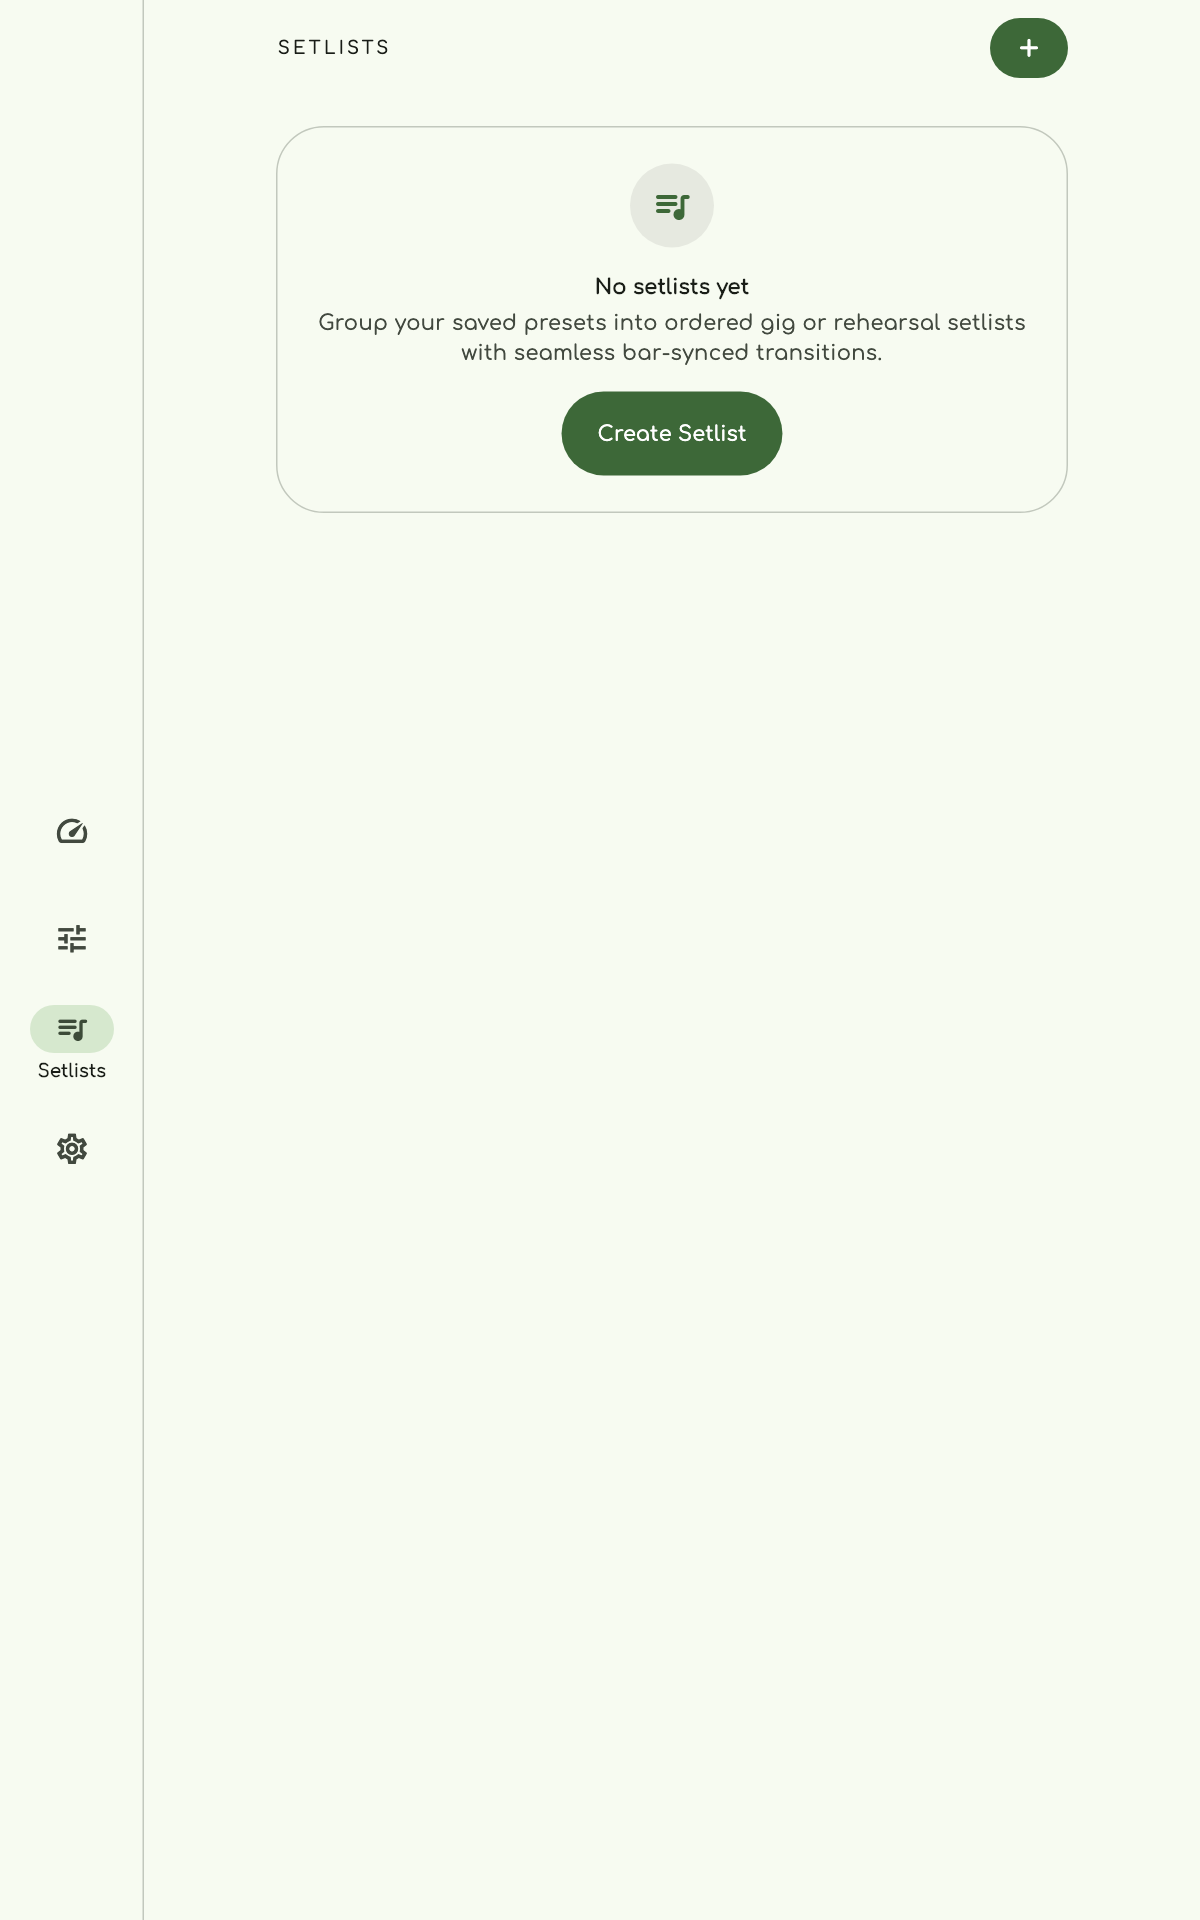 SETLISTS
No setlists yet
Group your saved presets into ordered gig or rehearsal setlists
with seamless bar-synced transitions.
Create Setlist
Setlists